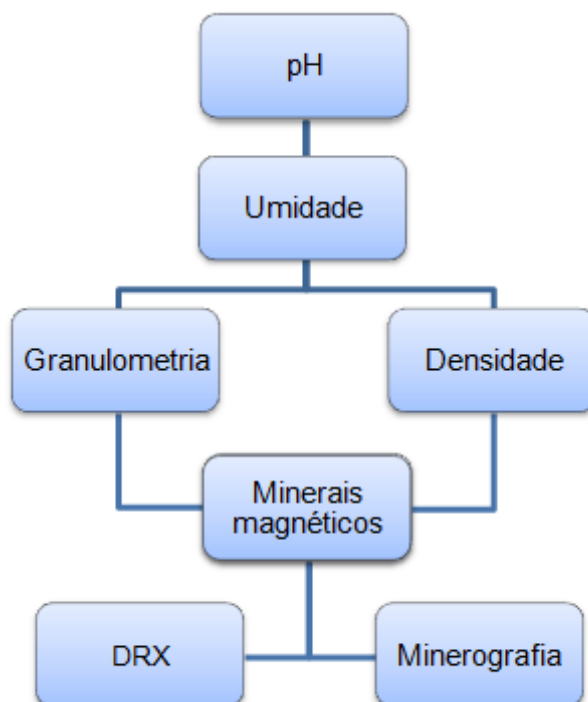 pH
Umidade
Granulometria
Densidade
Minerais
magnéticos
DRX
Minerografia